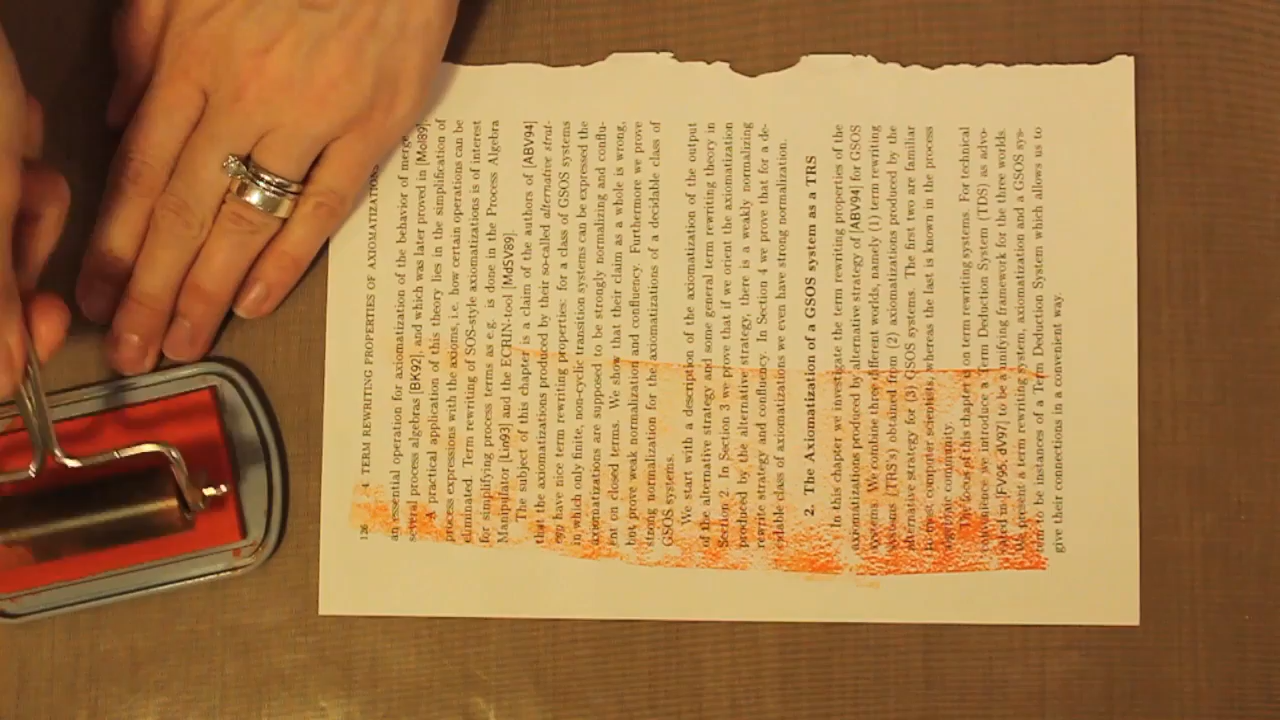 126 4 TERM REWRITING PROPERTIES OF AXIOMATIZATIONS
an essential operation for axiomatization of the behavior of merge
several process algebras [BK92], and which was later proved in [Mol89].
A practical application of this theory lies in the simplification of
process expressions with the axioms, i.e. how certain operations can be
eliminated. Term rewriting of SOS-style axiomatizations is of interest
for simplifying process terms as e.g. is done in the Process Algebra
Manipulator [Lin93] and the ECRIN-tool [MdSV89].
The subject of this chapter is a claim of the authors of [ABV94]
that the axiomatizations produced by their so-called alternative strat-
egy have nice term rewriting properties: for a class of GSOS systems
in which only finite, non-cyclic transition systems can be expressed the
axiomatizations are supposed to be strongly normalizing and conflu-
ent on closed terms. We show that their claim as a whole is wrong,
but prove weak normalization and confluency. Furthermore we prove
strong normalization for the axiomatizations of a decidable class of
GSOS systems.
We start with a description of the axiomatization of the output
of the alternative strategy and some general term rewriting theory in
Section 2. In Section 3 we prove that if we orient the axiomatization
produced by the alternative strategy, there is a weakly normalizing
rewrite strategy and confluency. In Section 4 we prove that for a de-
cidable class of axiomatizations we even have strong normalization.
2. The Axiomatization of a GSOS system as a TRS
In this chapter we investigate the term rewriting properties of the
axiomatizations produced by alternative strategy of [ABV94] for GSOS
systems. We combine three different worlds, namely (1) term rewriting
systems (TRS's) obtained from (2) axiomatizations produced by the
alternative strategy for (3) GSOS systems. The first two are familiar
to most computer scientists, whereas the last is known in the process
algebraic community.
The focus of this chapter is on term rewriting systems. For technical
convenience we introduce a Term Deduction System (TDS) as advo-
cated in [FV95, dV97] to be a unifying framework for the three worlds.
We present a term rewriting system, axiomatization and a GSOS sys-
tem to be instances of a Term Deduction System which allows us to
give their connections in a convenient way.